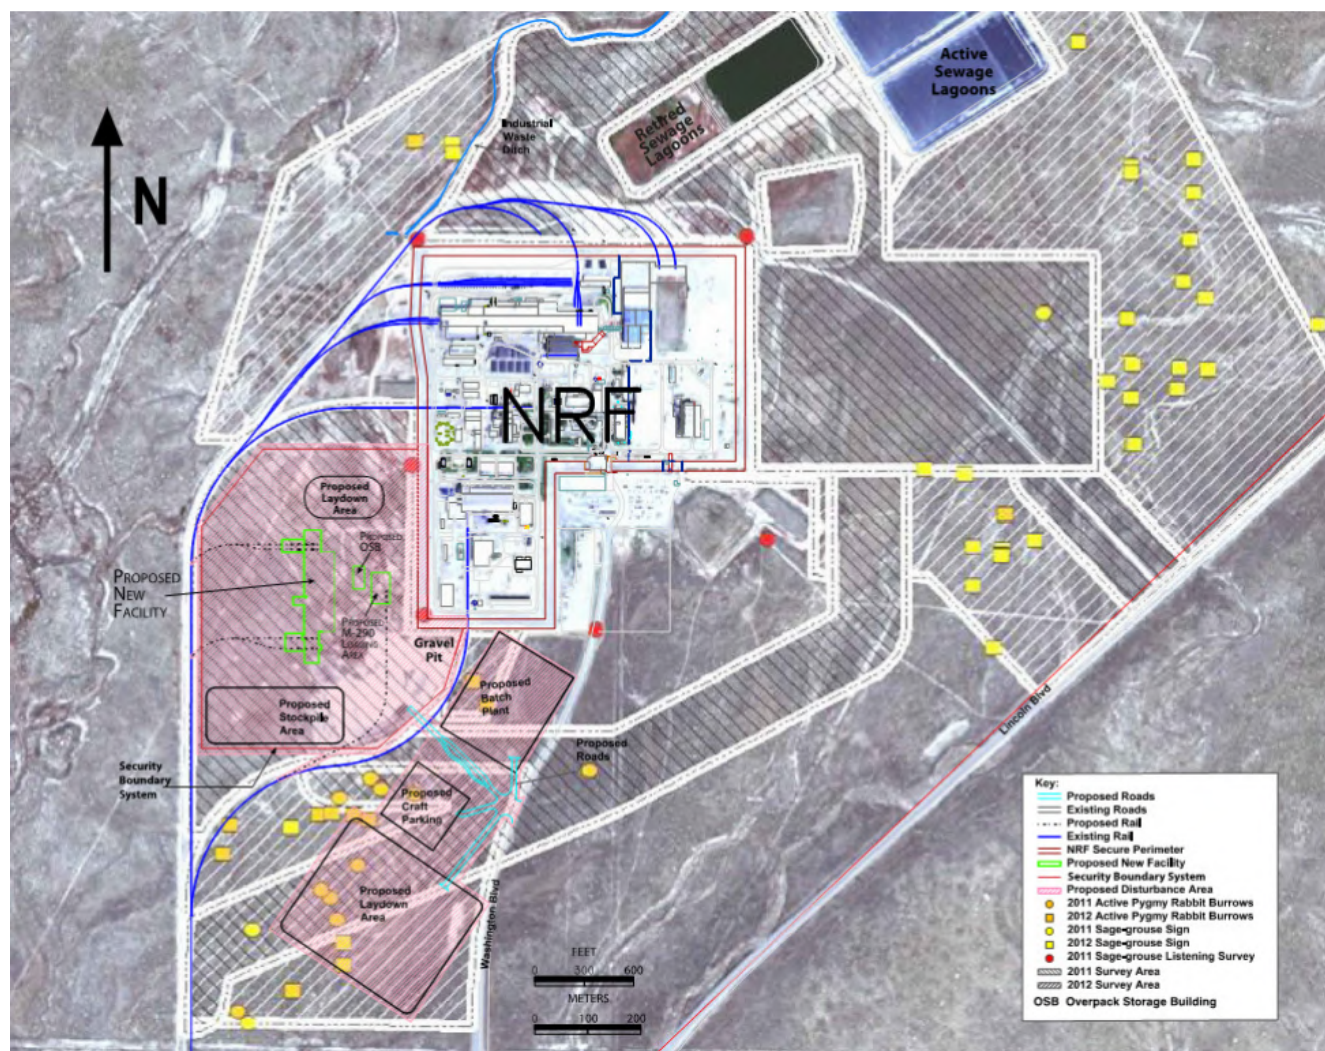 Active
Sewage
Lagoons
Retired
Sewage
Lagoons
Industrial
Waste
Ditch
N
NRF
Proposed
Laydown
Area
PROPOSED
OSB
PROPOSED
NEW
FACILITY
PROPOSED
M-290
LOADING
AREA
Gravel
Pit
Proposed
Batch
Plant
Proposed
Stockpile
Area
Lincoln Blvd
Proposed
Roads
Security
Boundary
System
Proposed
Craft
Parking
Proposed
Laydown
Area
Washington Blvd
FEET
0 300 600
METERS
0 100 200
Key:
Proposed Roads
Existing Roads
Proposed Rail
Existing Rail
NRF Secure Perimeter
Proposed New Facility
Security Boundary System
Proposed Disturbance Area
2011 Active Pygmy Rabbit Burrows
2012 Active Pygmy Rabbit Burrows
2011 Sage-grouse Sign
2012 Sage-grouse Sign
2011 Sage-grouse Listening Survey
2011 Survey Area
2012 Survey Area
OSB Overpack Storage Building